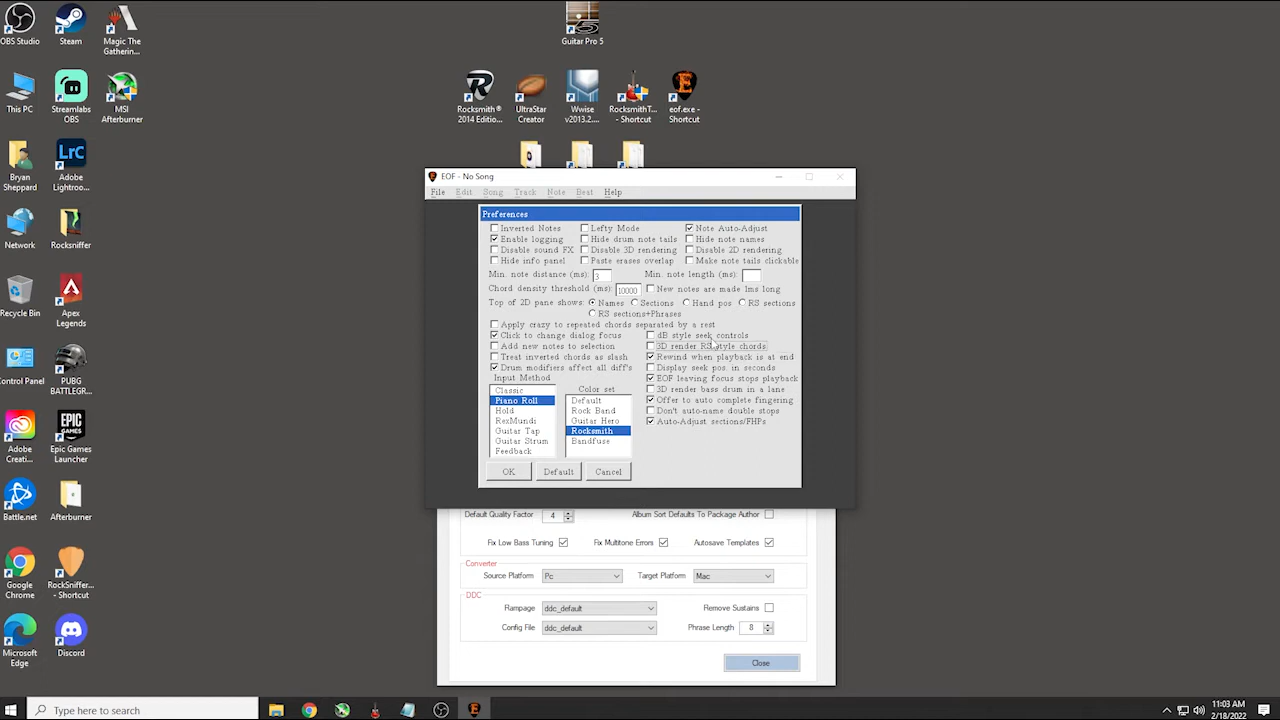 OBS Studio
Steam
Magic The
Gatherin...
Guitar Pro 5
This PC
Streamlabs
OBS
MSI
Afterburner
Rocksmith®
2014 Editio...
UltraStar
Creator
Wwise
v2013.2....
RocksmithT...
- Shortcut
eof.exe -
Shortcut
Bryan
Sheppard
Adobe
Lightroo...
Network
Rocksniffer
Recycle Bin
Apex
Legends
Control Panel
PUBG
BATTLEGR...
Adobe
Creati...
Epic Games
Launcher
Battle.net
Afterburner
Google
Chrome
RockSniffer...
- Shortcut
Microsoft
Edge
Discord
EOF - No Song
File Edit Song Track Note Beat Help
Preferences
Inverted Notes Lefty Mode Note Auto-Adjust
Enable logging Hide drum note tails Hide note names
Disable sound FX Disable 3D rendering Disable 2D rendering
Hide info panel Paste erases overlap Make note tails clickable
Min. note distance (ms): 3 Min. note length (ms):
Chord density threshold (ms): 10000 New notes are made 1ms long
Top of 2D pane shows: Names Sections Hand pos RS sections
RS sections+Phrases
Apply crazy to repeated chords separated by a rest
Click to change dialog focus dB style seek controls
Add new notes to selection 3D render RS style chords
Treat inverted chords as slash Rewind when playback is at end
Drum modifiers affect all diff's Display seek pos. in seconds
Input Method EOF leaving focus stops playback
Color set 3D render bass drum in a lane
Classic
Piano Roll
Hold
RexMundi
Guitar Tap
Guitar Strum
Feedback
Default
Rock Band
Guitar Hero
Rocksmith
Bandfuse
Offer to auto complete fingering
Don't auto-name double stops
Auto-Adjust sections/FHPs
OK Default Cancel
Default Quality Factor 4 Album Sort Defaults To Package Author
Fix Low Bass Tuning Fix Multitone Errors Autosave Templates
Converter
Source Platform Pc Target Platform Mac
DDC
Rampage ddc_default Remove Sustains
Config File ddc_default Phrase Length 8
Close
Type here to search
11:03 AM
2/18/2022